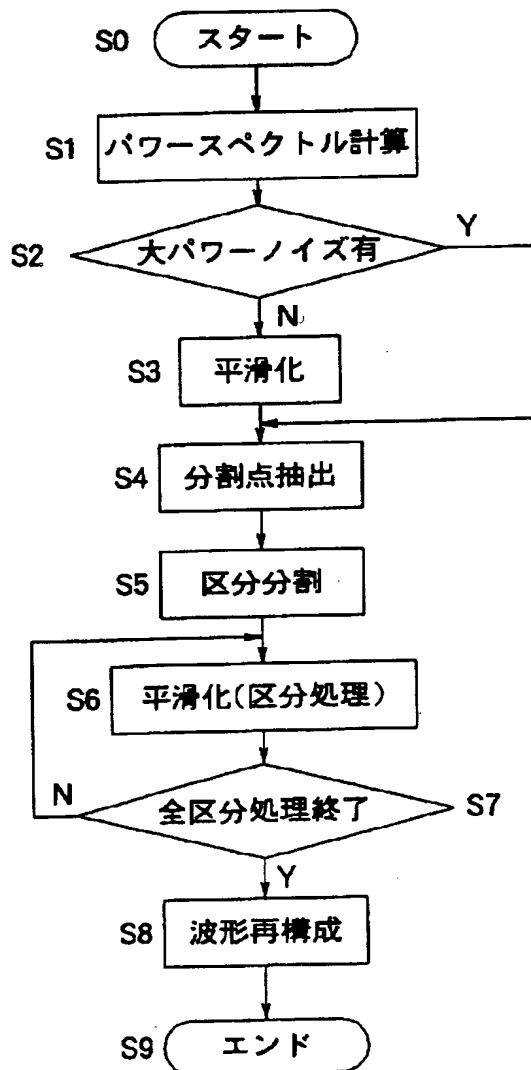 S0 スタート
S1 パワースペクトル計算
S2 大パワーノイズ有 Y
N
S3 平滑化
S4 分割点抽出
S5 区分分割
S6 平滑化(区分処理)
N 全区分処理終了 S7
Y
S8 波形再構成
S9 エンド